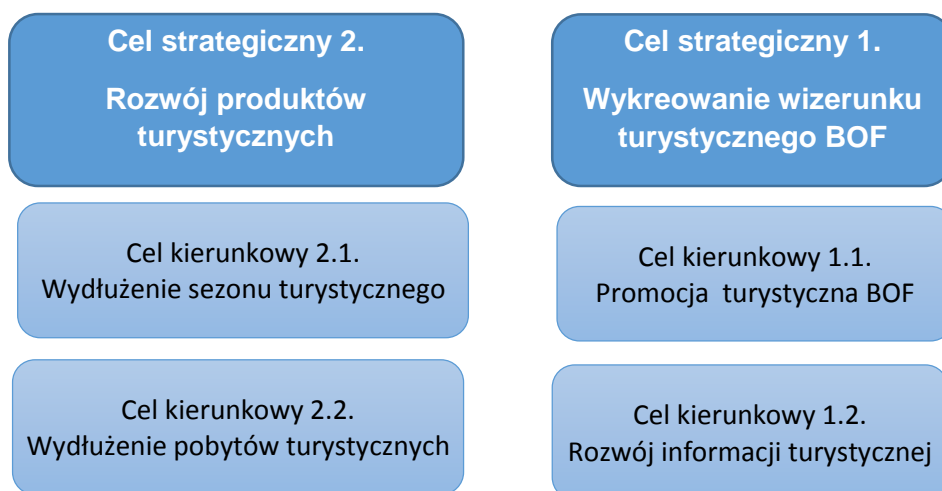 Cel strategiczny 2.
Rozwój produktów
turystycznych
Cel kierunkowy 2.1.
Wydłużenie sezonu turystycznego
Cel kierunkowy 2.2.
Wydłużenie pobytów turystycznych
Cel strategiczny 1.
Wykreowanie wizerunku
turystycznego BOF
Cel kierunkowy 1.1.
Promocja  turystyczna BOF
Cel kierunkowy 1.2.
Rozwój informacji turystycznej